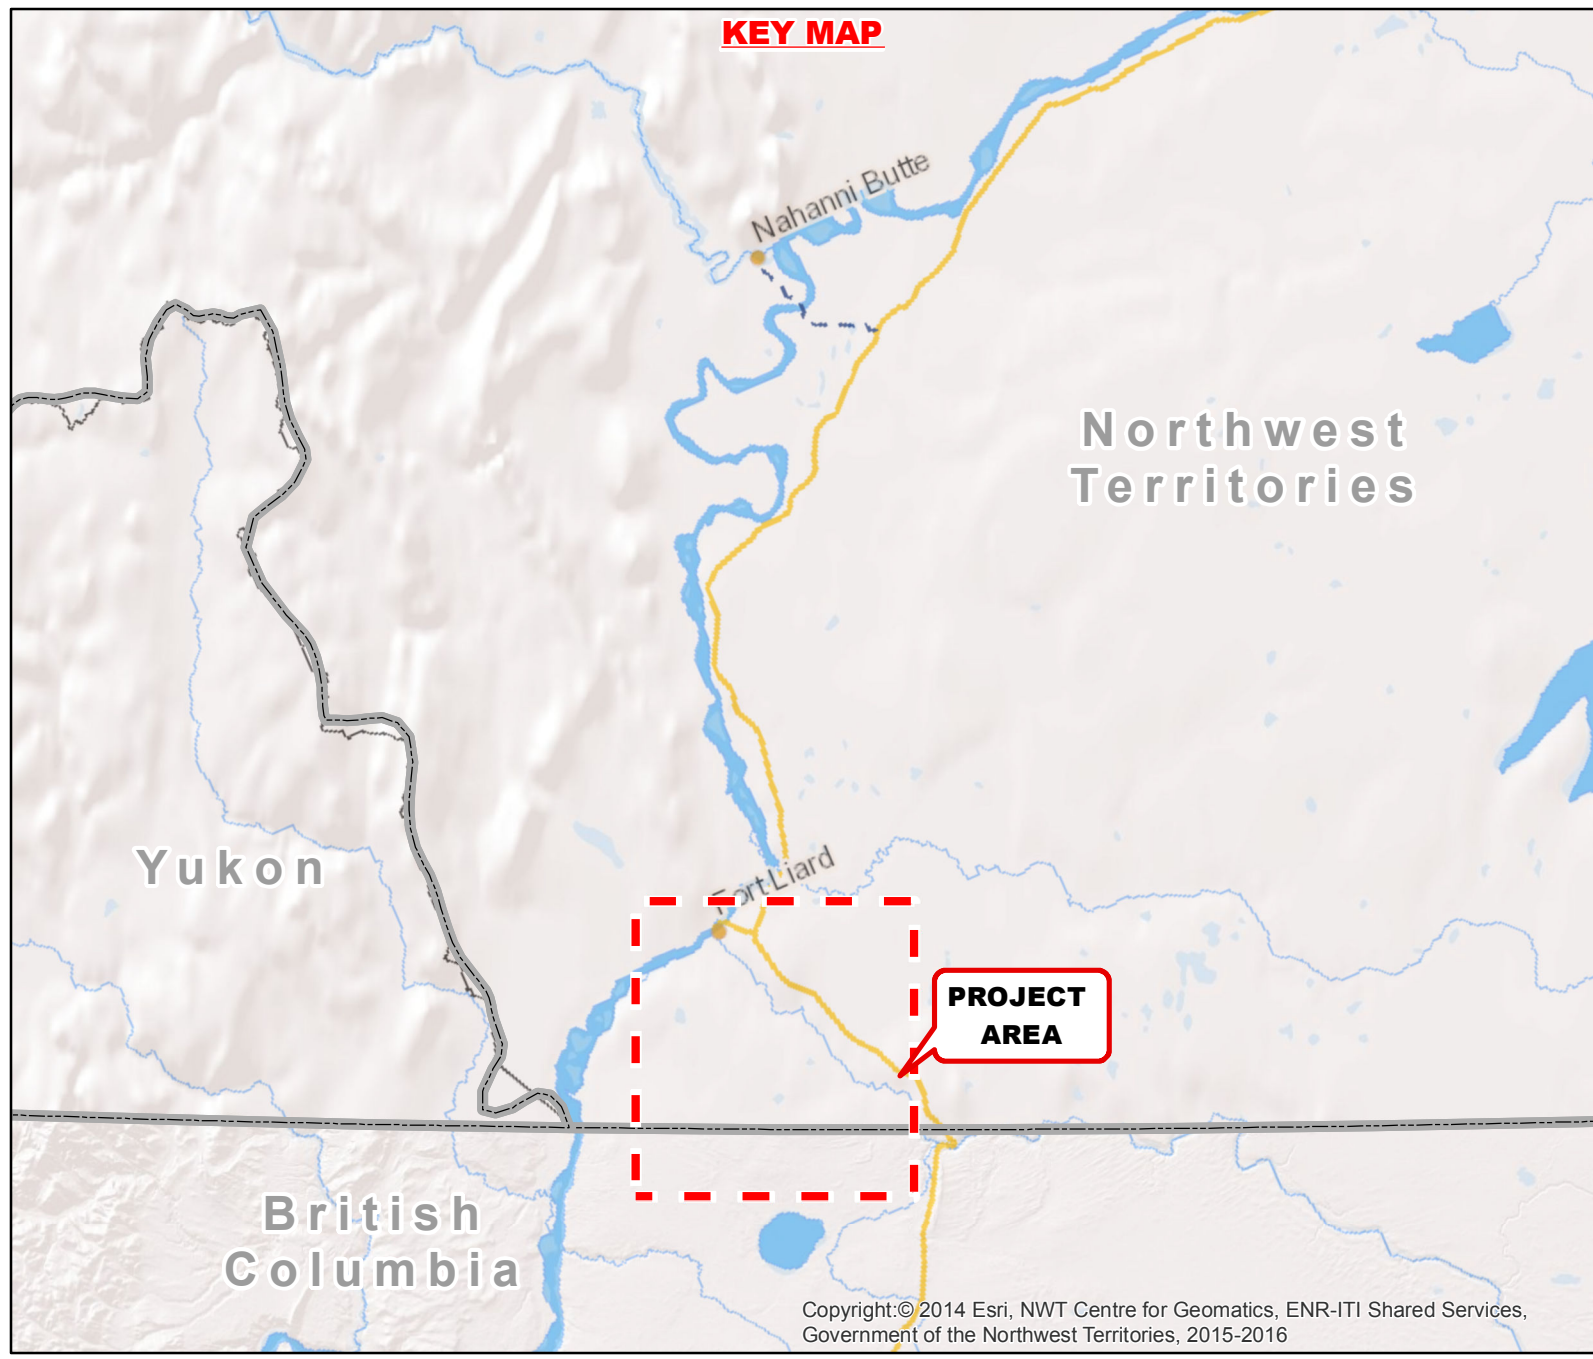 KEY MAP
Nahanni Butte
Northwest
Territories
Yukon
Fort Liard
PROJECT
AREA
British
Columbia
Copyright:© 2014 Esri, NWT Centre for Geomatics, ENR-ITI Shared Services,
Government of the Northwest Territories, 2015-2016